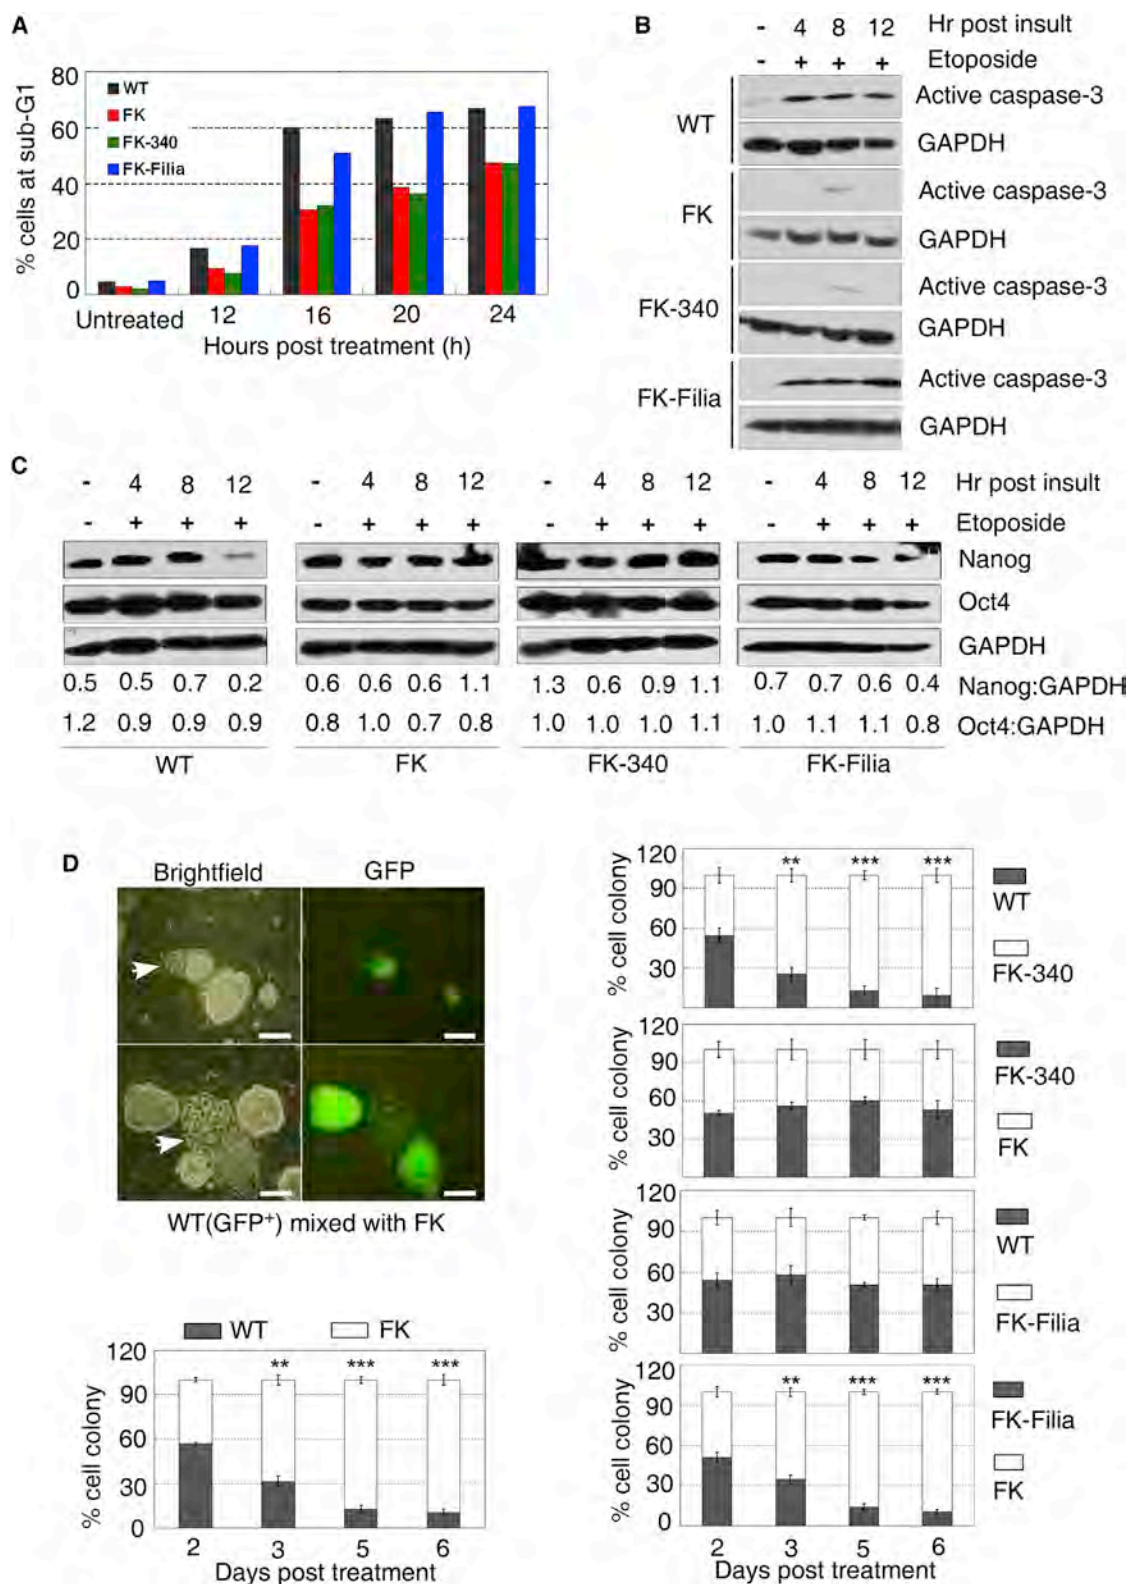 A
% cells at sub-G1
80
60
40
20
0
WT
FK
FK-340
FK-Filia
Untreated 12 16 20 24
Hours post treatment (h)
B
- 4 8 12 Hr post insult
- + + + Etoposide
WT
Active caspase-3
GAPDH
FK
Active caspase-3
GAPDH
FK-340
Active caspase-3
GAPDH
FK-Filia
Active caspase-3
GAPDH
C
- 4 8 12 - 4 8 12 - 4 8 12 - 4 8 12 Hr post insult
- + + + - + + + - + + + - + + + Etoposide
Nanog
Oct4
GAPDH
0.5 0.5 0.7 0.2 0.6 0.6 0.6 1.1 1.3 0.6 0.9 1.1 0.7 0.7 0.6 0.4 Nanog:GAPDH
1.2 0.9 0.9 0.9 0.8 1.0 0.7 0.8 1.0 1.0 1.0 1.1 1.0 1.1 1.1 0.8 Oct4:GAPDH
WT FK FK-340 FK-Filia
D
Brightfield GFP
WT(GFP+) mixed with FK
WT FK
% cell colony
120
90
60
30
0
** *** ***
2 3 5 6
Days post treatment
% cell colony
120
90
60
30
** *** ***
WT
FK-340
% cell colony
120
90
60
30
FK-340
FK
% cell colony
120
90
60
30
WT
FK-Filia
% cell colony
120
90
60
30
0
** *** ***
FK-Filia
FK
2 3 5 6
Days post treatment